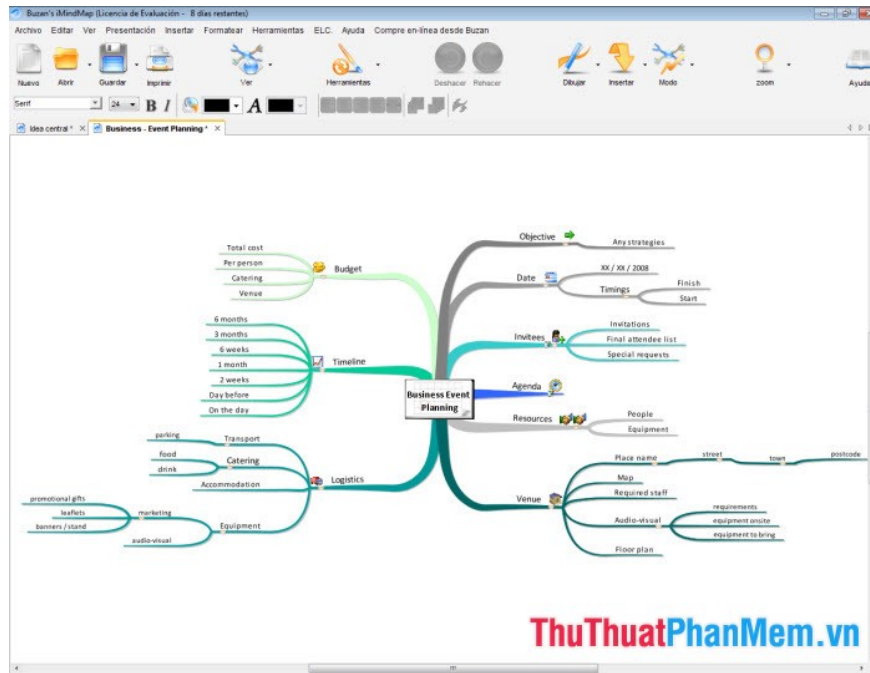 Buzan's iMindMap (Licencia de Evaluación - 8 días restantes)
Archivo Editar Ver Presentación Insertar Formatear Herramientas ELC. Ayuda Compre en-línea desde Buzan
Nuevo Abrir Guardar Imprimir Ver Herramientas Deshacer Rehacer Dibujar Insertar Modo zoom Ayuda
Serif 24 B I A
Idea central * Business - Event Planning *
Business Event
Planning
Objective
Any strategies
Date
XX / XX / 2008
Timings
Finish
Start
Invitees
Invitations
Final attendee list
Special requests
Agenda
Resources
People
Equipment
Venue
Place name
street
town
postcode
Map
Required staff
Audio-visual
requirements
equipment onsite
equipment to bring
Floor plan
Budget
Total cost
Per person
Catering
Venue
Timeline
6 months
3 months
6 weeks
1 month
2 weeks
Day before
On the day
Logistics
Transport
parking
Catering
food
drink
Accommodation
Equipment
marketing
promotional gifts
leaflets
banners / stand
audio-visual
ThuThuatPhanMem.vn